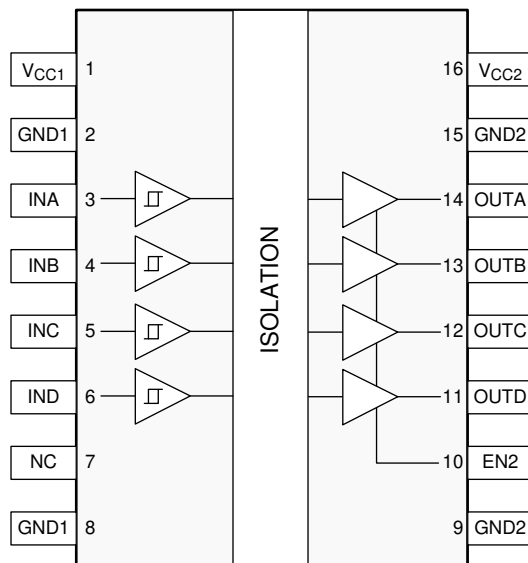 VCC1 1 16 VCC2
GND1 2 15 GND2
INA 3 14 OUTA
INB 4 13 OUTB
INC 5 12 OUTC
IND 6 11 OUTD
NC 7 10 EN2
GND1 8 9 GND2
ISOLATION